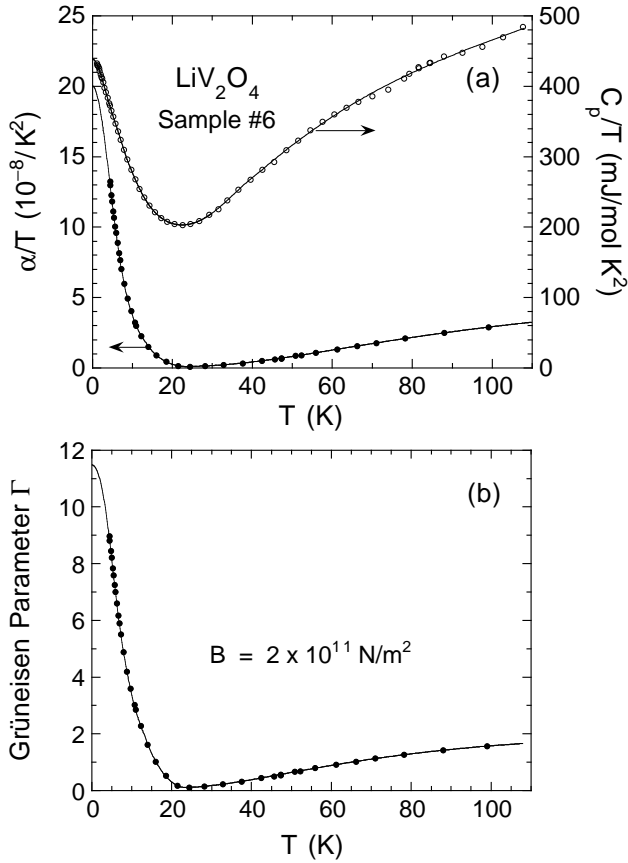 25
20
15
10
5
0
α/T (10⁻⁸/K²)
LiV₂O₄
Sample #6
(a)
500
400
300
200
100
0
Cₚ/T (mJ/mol K²)
0 20 40 60 80 100
T (K)
12
10
8
6
4
2
0
Grüneisen Parameter Γ
(b)
B = 2 x 10¹¹ N/m²
0 20 40 60 80 100
T (K)